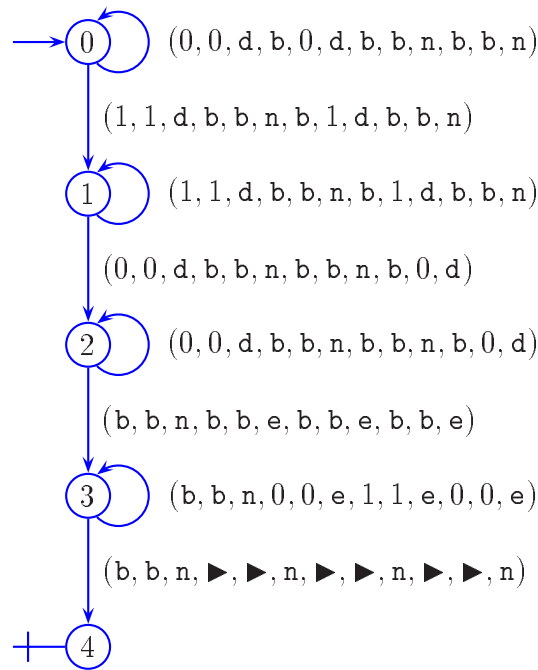 0 (0, 0, d, b, 0, d, b, b, n, b, b, n)
(1, 1, d, b, b, n, b, 1, d, b, b, n)
1 (1, 1, d, b, b, n, b, 1, d, b, b, n)
(0, 0, d, b, b, n, b, b, n, b, 0, d)
2 (0, 0, d, b, b, n, b, b, n, b, 0, d)
(b, b, n, b, b, e, b, b, e, b, b, e)
3 (b, b, n, 0, 0, e, 1, 1, e, 0, 0, e)
(b, b, n, ▶, ▶, n, ▶, ▶, n, ▶, ▶, n)
4